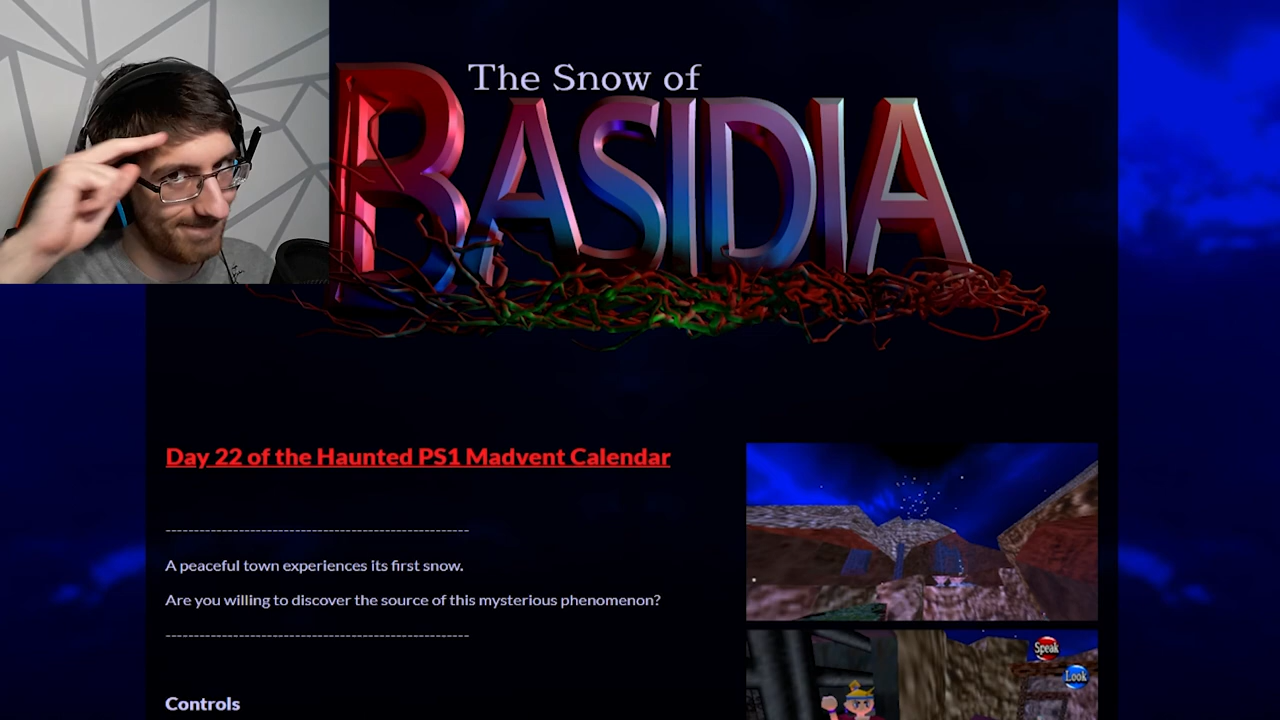 The Snow of
BASIDIA
Day 22 of the Haunted PS1 Madvent Calendar
---------------------------------------------------
A peaceful town experiences its first snow.
Are you willing to discover the source of this mysterious phenomenon?
---------------------------------------------------
Speak
Look
Controls